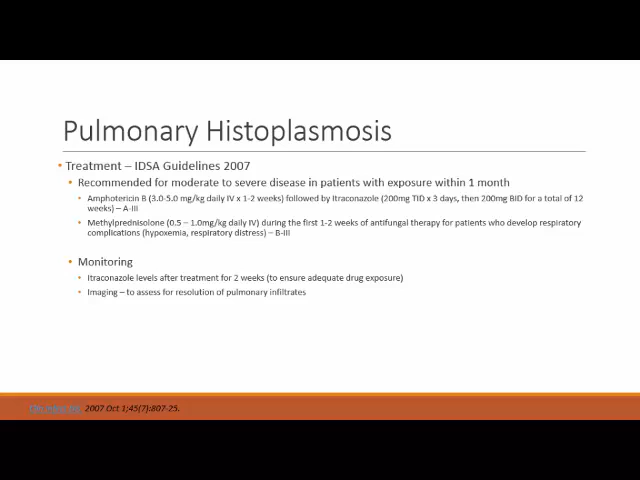 Pulmonary Histoplasmosis
• Treatment – IDSA Guidelines 2007
• Recommended for moderate to severe disease in patients with exposure within 1 month
• Amphotericin B (3.0-5.0 mg/kg daily IV x 1-2 weeks) followed by Itraconazole (200mg TID x 3 days, then 200mg BID for a total of 12
weeks) – A-III
• Methylprednisolone (0.5 – 1.0mg/kg daily IV) during the first 1-2 weeks of antifungal therapy for patients who develop respiratory
complications (hypoxemia, respiratory distress) – B-III
• Monitoring
• Itraconazole levels after treatment for 2 weeks (to ensure adequate drug exposure)
• Imaging – to assess for resolution of pulmonary infiltrates
2007 Oct 1;45(7):807-25.